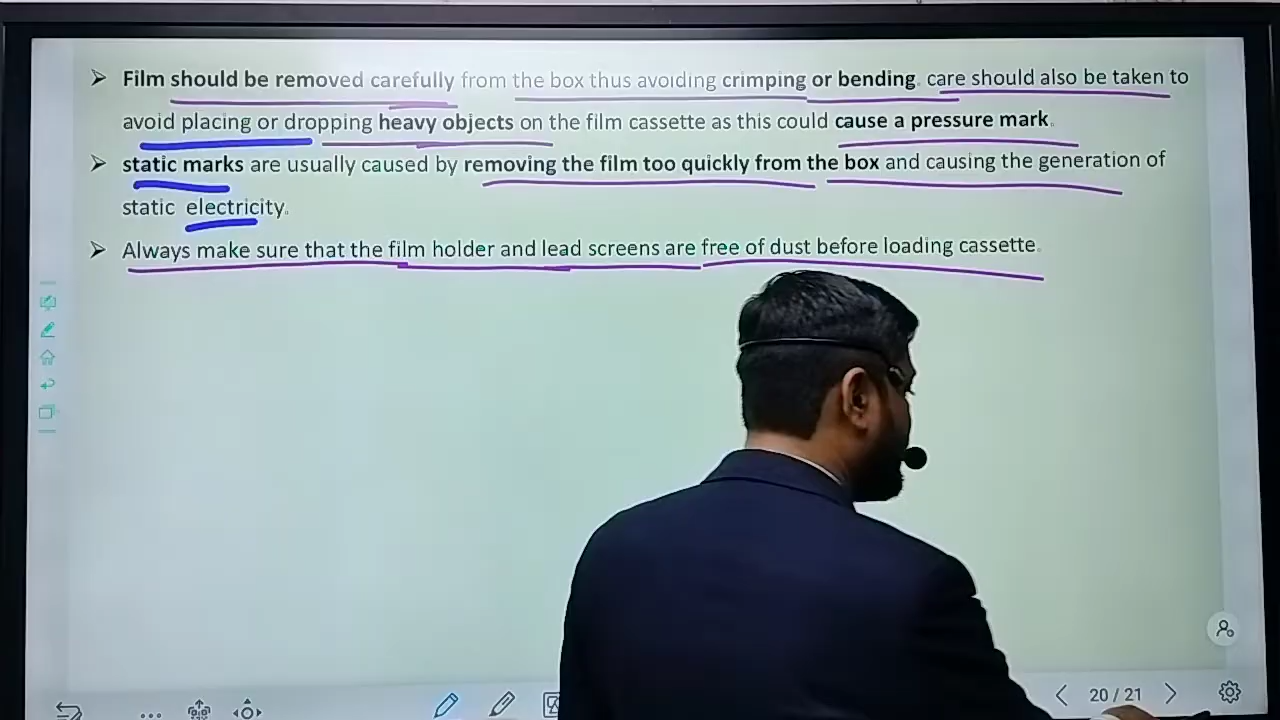 ➢ Film should be removed carefully from the box thus avoiding crimping or bending. care should also be taken to
avoid placing or dropping heavy objects on the film cassette as this could cause a pressure mark.
➢ static marks are usually caused by removing the film too quickly from the box and causing the generation of
static electricity.
➢ Always make sure that the film holder and lead screens are free of dust before loading cassette.
20 / 21